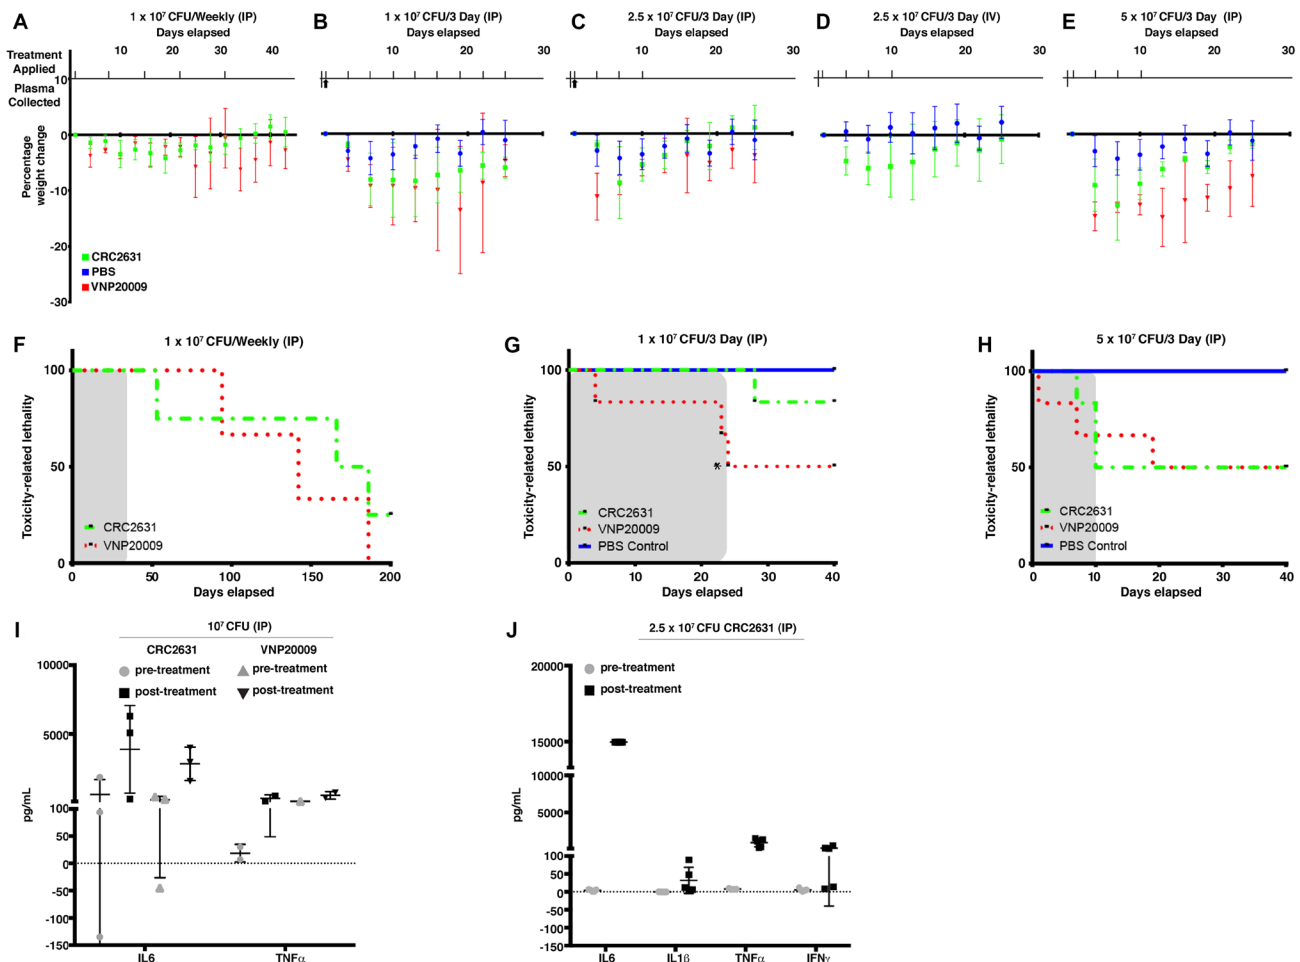 A
1 x 10⁷ CFU/Weekly (IP)
Days elapsed
10 20 30 40
Treatment Applied
Plasma Collected
10
0
-10
-20
-30
Percentage weight change
CRC2631
PBS
VNP20009
B
1 x 10⁷ CFU/3 Day (IP)
Days elapsed
10 20 30
C
2.5 x 10⁷ CFU/3 Day (IP)
Days elapsed
10 20 30
D
2.5 x 10⁷ CFU/3 Day (IV)
Days elapsed
10 20 30
E
5 x 10⁷ CFU/3 Day (IP)
Days elapsed
10 20 30
F
1 x 10⁷ CFU/Weekly (IP)
Toxicity-related lethality
100
50
0
CRC2631
VNP20009
0 50 100 150 200
Days elapsed
G
1 x 10⁷ CFU/3 Day (IP)
Toxicity-related lethality
100
50
0
*
CRC2631
VNP20009
PBS Control
0 10 20 30 40
Days elapsed
H
5 x 10⁷ CFU/3 Day (IP)
Toxicity-related lethality
100
50
0
CRC2631
VNP20009
PBS Control
0 10 20 30 40
Days elapsed
I
10⁷ CFU (IP)
CRC2631 VNP20009
pre-treatment pre-treatment
post-treatment post-treatment
pg/mL
10000
5000
100
50
0
-50
-100
-150
IL6 TNFα
J
2.5 x 10⁷ CFU CRC2631 (IP)
pre-treatment
post-treatment
pg/mL
20000
15000
10000
5000
100
50
0
-50
-100
-150
IL6 IL1ß TNFα IFNγ